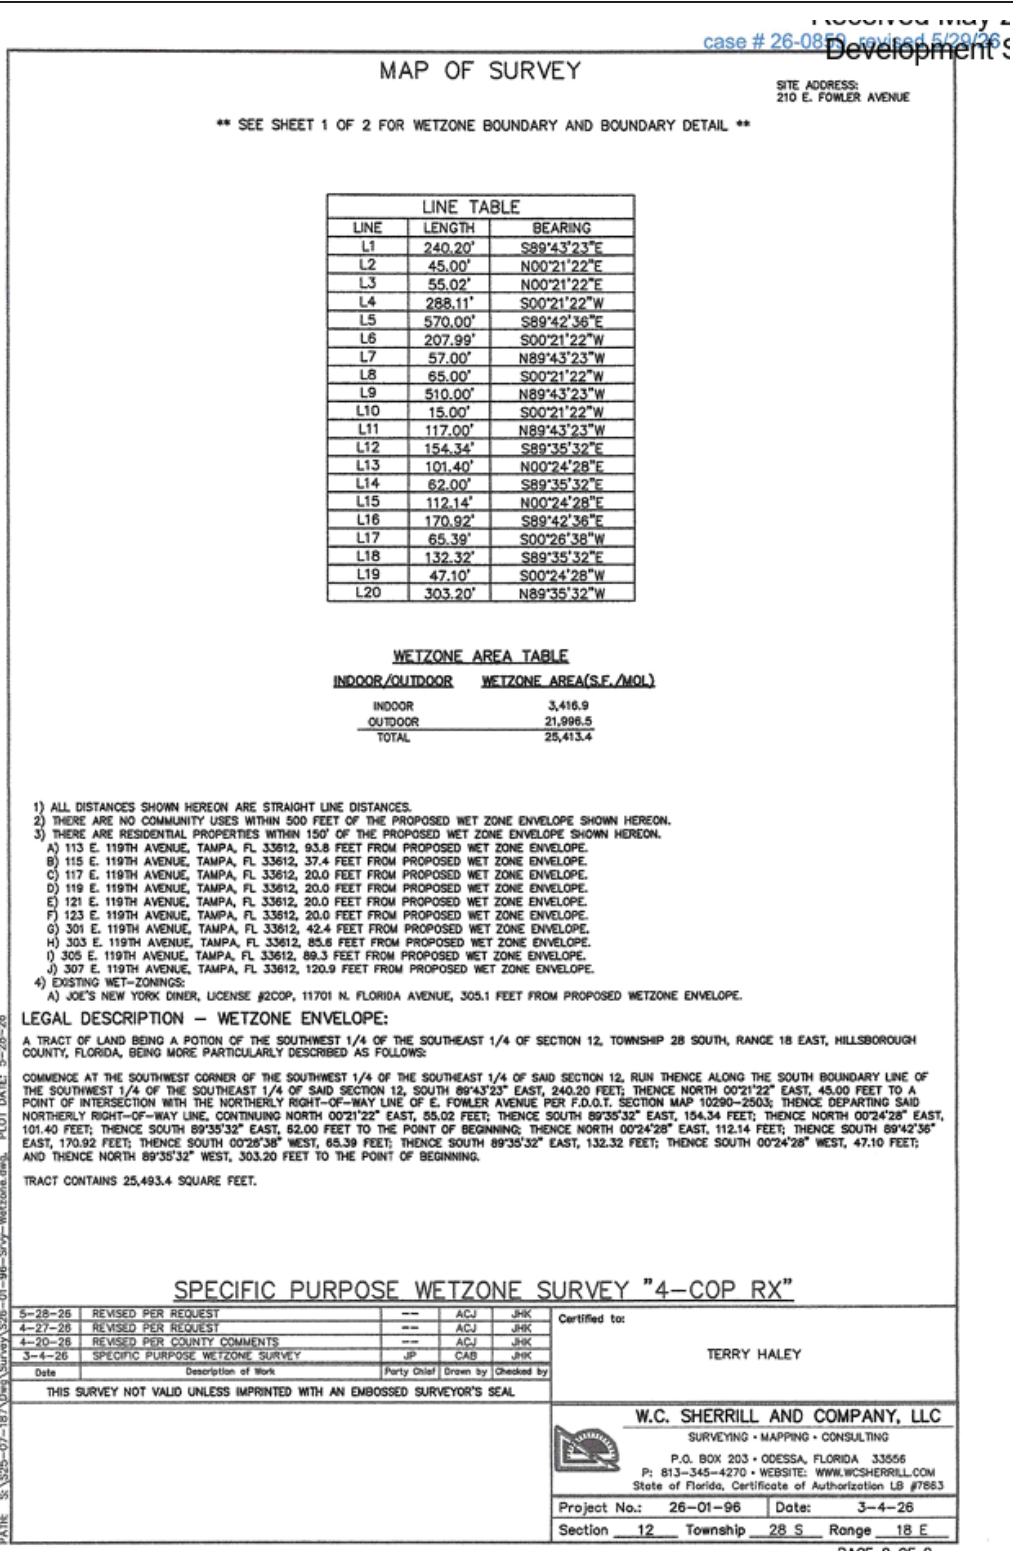 case # 26-0859 revised 5/29/26
MAP OF SURVEY
SITE ADDRESS:
210 E. FOWLER AVENUE
** SEE SHEET 1 OF 2 FOR WETZONE BOUNDARY AND BOUNDARY DETAIL **
LINE TABLE
LINE LENGTH BEARING
L1 240.20' S89°43'23"E
L2 45.00' N00°21'22"E
L3 55.02' N00°21'22"E
L4 288.11' S00°21'22"W
L5 570.00' S89°42'36"E
L6 207.99' S00°21'22"W
L7 57.00' N89°43'23"W
L8 65.00' S00°21'22"W
L9 510.00' N89°43'23"W
L10 15.00' S00°21'22"W
L11 117.00' N89°43'23"W
L12 154.34' S89°35'32"E
L13 101.40' N00°24'28"E
L14 62.00' S89°35'32"E
L15 112.14' N00°24'28"E
L16 170.92' S89°42'36"E
L17 65.39' S00°26'38"W
L18 132.32' S89°35'32"E
L19 47.10' S00°24'28"W
L20 303.20' N89°35'32"W
WETZONE AREA TABLE
INDOOR/OUTDOOR WETZONE AREA(S.F./MOL)
INDOOR 3,416.9
OUTDOOR 21,996.5
TOTAL 25,413.4
1) ALL DISTANCES SHOWN HEREON ARE STRAIGHT LINE DISTANCES.
2) THERE ARE NO COMMUNITY USES WITHIN 500 FEET OF THE PROPOSED WET ZONE ENVELOPE SHOWN HEREON.
3) THERE ARE RESIDENTIAL PROPERTIES WITHIN 150' OF THE PROPOSED WET ZONE ENVELOPE SHOWN HEREON.
A) 113 E. 119TH AVENUE, TAMPA, FL 33612, 93.8 FEET FROM PROPOSED WET ZONE ENVELOPE.
B) 115 E. 119TH AVENUE, TAMPA, FL 33612, 37.4 FEET FROM PROPOSED WET ZONE ENVELOPE.
C) 117 E. 119TH AVENUE, TAMPA, FL 33612, 20.0 FEET FROM PROPOSED WET ZONE ENVELOPE.
D) 119 E. 119TH AVENUE, TAMPA, FL 33612, 20.0 FEET FROM PROPOSED WET ZONE ENVELOPE.
E) 121 E. 119TH AVENUE, TAMPA, FL 33612, 20.0 FEET FROM PROPOSED WET ZONE ENVELOPE.
F) 123 E. 119TH AVENUE, TAMPA, FL 33612, 20.0 FEET FROM PROPOSED WET ZONE ENVELOPE.
G) 301 E. 119TH AVENUE, TAMPA, FL 33612, 42.4 FEET FROM PROPOSED WET ZONE ENVELOPE.
H) 303 E. 119TH AVENUE, TAMPA, FL 33612, 85.6 FEET FROM PROPOSED WET ZONE ENVELOPE.
I) 305 E. 119TH AVENUE, TAMPA, FL 33612, 89.3 FEET FROM PROPOSED WET ZONE ENVELOPE.
J) 307 E. 119TH AVENUE, TAMPA, FL 33612, 120.9 FEET FROM PROPOSED WET ZONE ENVELOPE.
4) EXISTING WET-ZONINGS:
A) JOE'S NEW YORK DINER, LICENSE #2COP, 11701 N. FLORIDA AVENUE, 305.1 FEET FROM PROPOSED WETZONE ENVELOPE.
LEGAL DESCRIPTION – WETZONE ENVELOPE:
A TRACT OF LAND BEING A POTION OF THE SOUTHWEST 1/4 OF THE SOUTHEAST 1/4 OF SECTION 12, TOWNSHIP 28 SOUTH, RANGE 18 EAST, HILLSBOROUGH
COUNTY, FLORIDA, BEING MORE PARTICULARLY DESCRIBED AS FOLLOWS:
COMMENCE AT THE SOUTHWEST CORNER OF THE SOUTHWEST 1/4 OF THE SOUTHEAST 1/4 OF SAID SECTION 12, RUN THENCE ALONG THE SOUTH BOUNDARY LINE OF
THE SOUTHWEST 1/4 OF THE SOUTHEAST 1/4 OF SAID SECTION 12, SOUTH 89°43'23" EAST, 240.20 FEET; THENCE NORTH 00°21'22" EAST, 45.00 FEET TO A
POINT OF INTERSECTION WITH THE NORTHERLY RIGHT-OF-WAY LINE OF E. FOWLER AVENUE PER F.D.O.T. SECTION MAP 10290-2503; THENCE DEPARTING SAID
NORTHERLY RIGHT-OF-WAY LINE, CONTINUING NORTH 00°21'22" EAST, 55.02 FEET; THENCE SOUTH 89°35'32" EAST, 154.34 FEET; THENCE NORTH 00°24'28" EAST,
101.40 FEET; THENCE SOUTH 89°35'32" EAST, 62.00 FEET TO THE POINT OF BEGINNING; THENCE NORTH 00°24'28" EAST, 112.14 FEET; THENCE SOUTH 89°42'36"
EAST, 170.92 FEET; THENCE SOUTH 00°26'38" WEST, 65.39 FEET; THENCE SOUTH 89°35'32" EAST, 132.32 FEET; THENCE SOUTH 00°24'28" WEST, 47.10 FEET;
AND THENCE NORTH 89°35'32" WEST, 303.20 FEET TO THE POINT OF BEGINNING.
TRACT CONTAINS 25,493.4 SQUARE FEET.
SPECIFIC PURPOSE WETZONE SURVEY "4-COP RX"
5-28-26 REVISED PER REQUEST -- ACJ JHK
4-27-26 REVISED PER REQUEST -- ACJ JHK
4-20-26 REVISED PER COUNTY COMMENTS -- ACJ JHK
3-4-26 SPECIFIC PURPOSE WETZONE SURVEY JP CAB JHK
Date Description of Work Party Chief Drawn by Checked by
THIS SURVEY NOT VALID UNLESS IMPRINTED WITH AN EMBOSSED SURVEYOR'S SEAL
Certified to:
TERRY HALEY
W.C. SHERRILL AND COMPANY, LLC
SURVEYING • MAPPING • CONSULTING
P.O. BOX 203 • ODESSA, FLORIDA 33556
P: 813-345-4270 • WEBSITE: WWW.WCSHERRILL.COM
State of Florida, Certificate of Authorization LB #7863
Project No.: 26-01-96 Date: 3-4-26
Section 12 Township 28 S Range 18 E